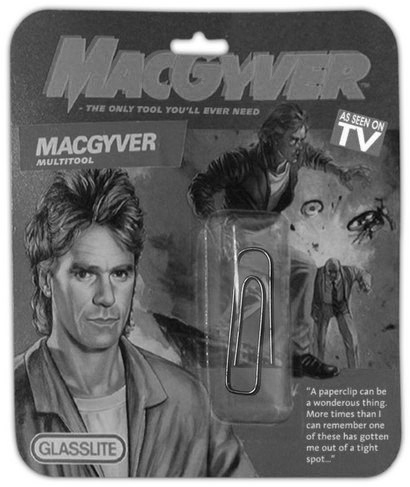 MACGYVER
- THE ONLY TOOL YOU'LL EVER NEED
AS SEEN ON
TV
MACGYVER
MULTITOOL
"A paperclip can be
a wonderous thing.
More times than I
can remember one
of these has gotten
me out of a tight
spot..."
GLASSLITE